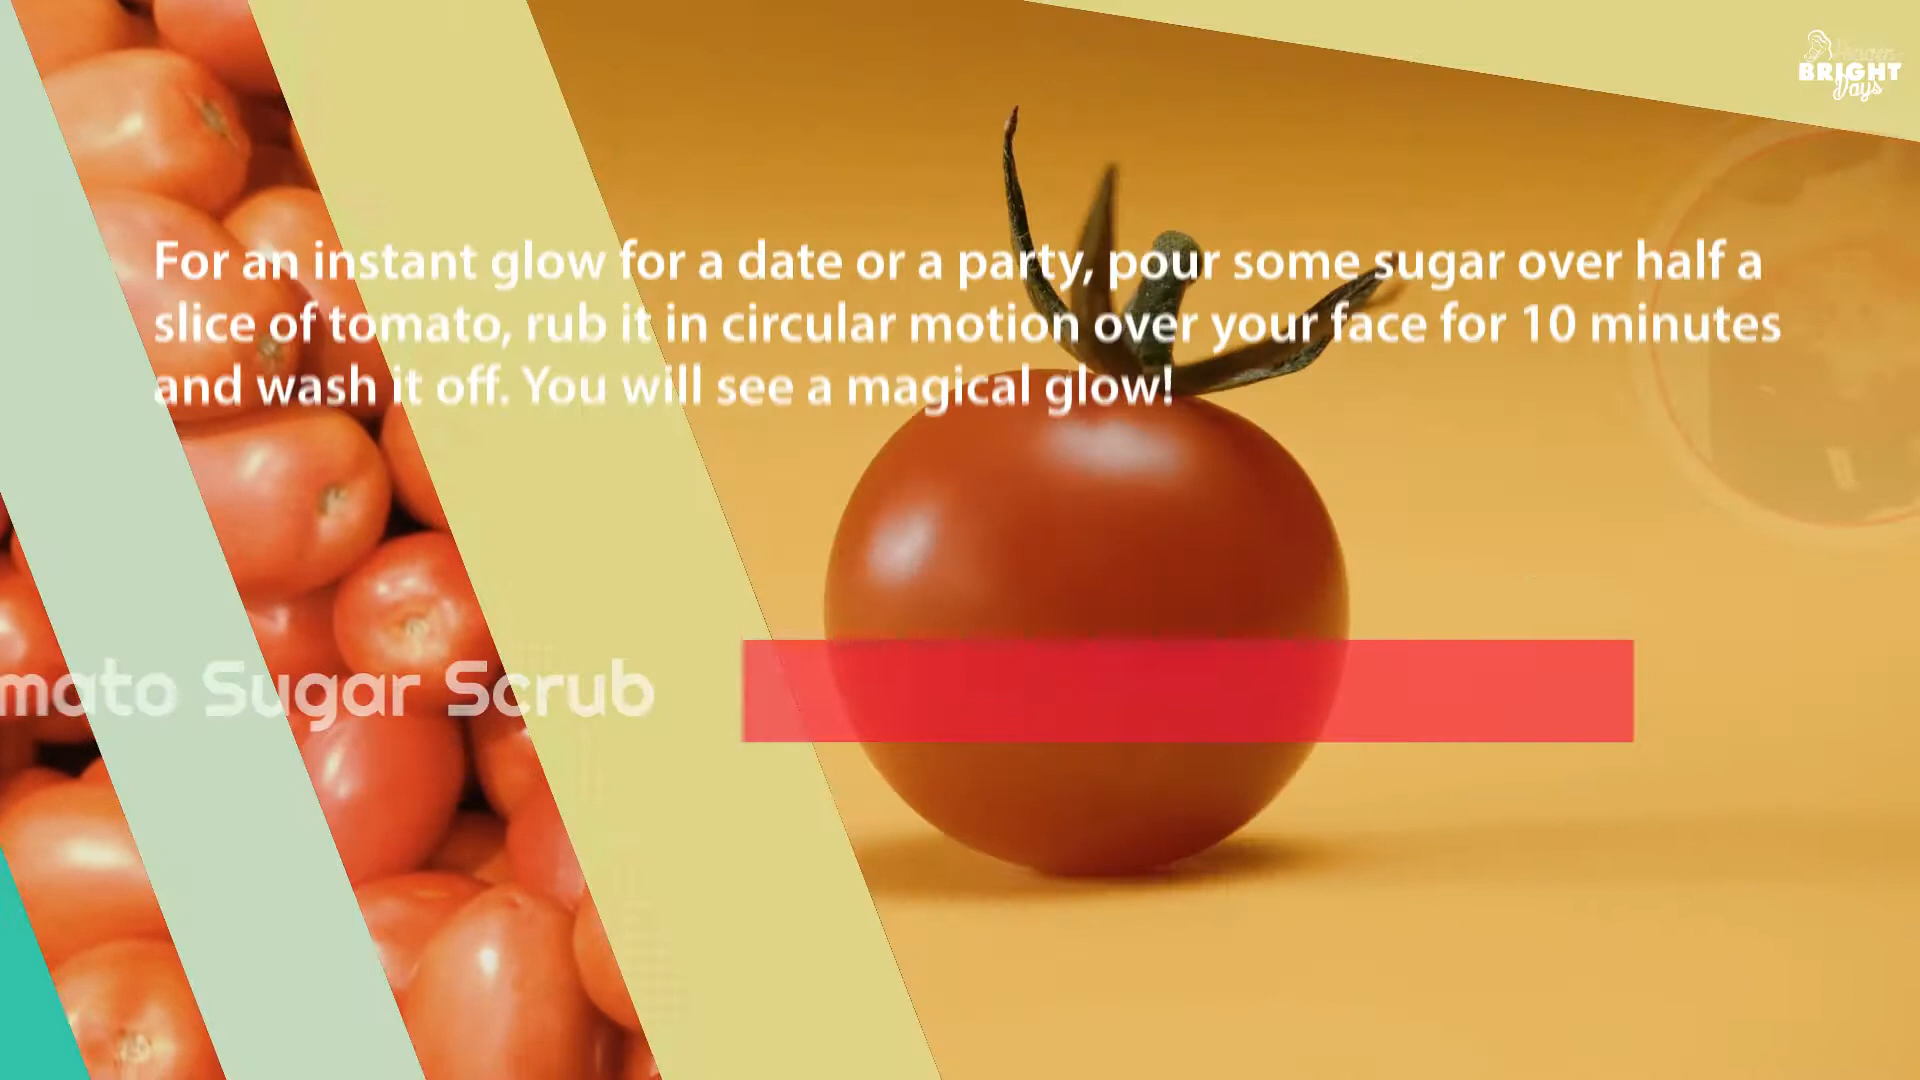 BRIGHT
Days
For an instant glow for a date or a party, pour some sugar over half a
slice of tomato, rub it in circular motion over your face for 10 minutes
and wash it off. You will see a magical glow!
mato Sugar Scrub